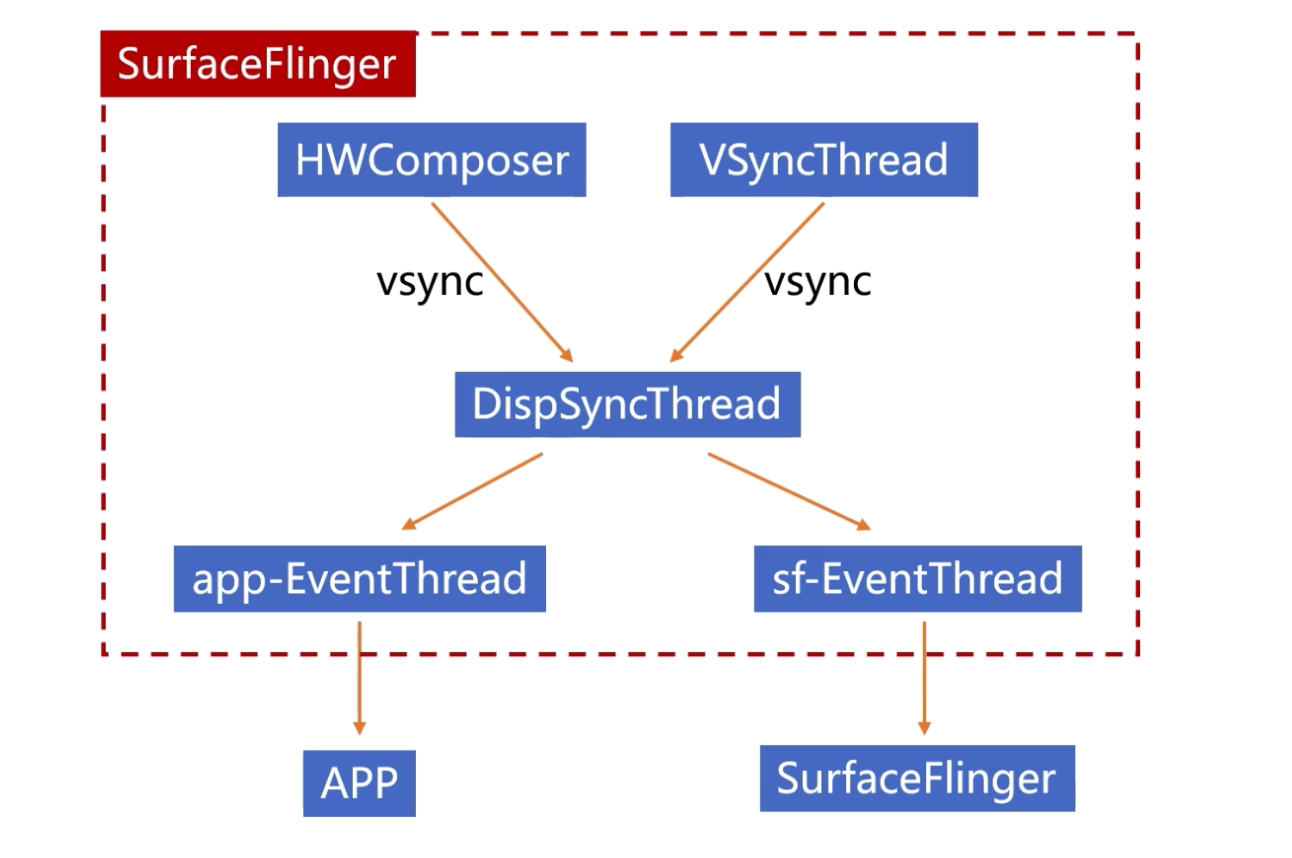 SurfaceFlinger
HWComposer
VSyncThread
vsync
vsync
DispSyncThread
app-EventThread
sf-EventThread
APP
SurfaceFlinger